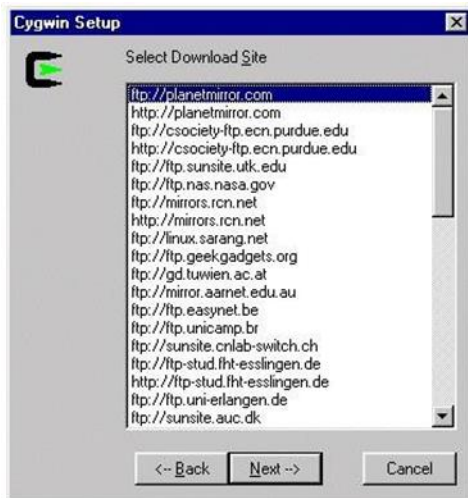 Cygwin Setup
Select Download Site
ftp://planetmirror.com
http://planetmirror.com
ftp://csociety-ftp.ecn.purdue.edu
http://csociety-ftp.ecn.purdue.edu
ftp://ftp.sunsite.utk.edu
ftp://ftp.nas.nasa.gov
ftp://mirrors.rcn.net
http://mirrors.rcn.net
ftp://linux.sarang.net
ftp://ftp.geekgadgets.org
ftp://gd.tuwien.ac.at
ftp://mirror.aarnet.edu.au
ftp://ftp.easynet.be
ftp://ftp.unicamp.br
ftp://sunsite.cnlab-switch.ch
ftp://ftp-stud.fht-esslingen.de
http://ftp-stud.fht-esslingen.de
ftp://ftp.uni-erlangen.de
ftp://sunsite.auc.dk
<-- Back Next --> Cancel